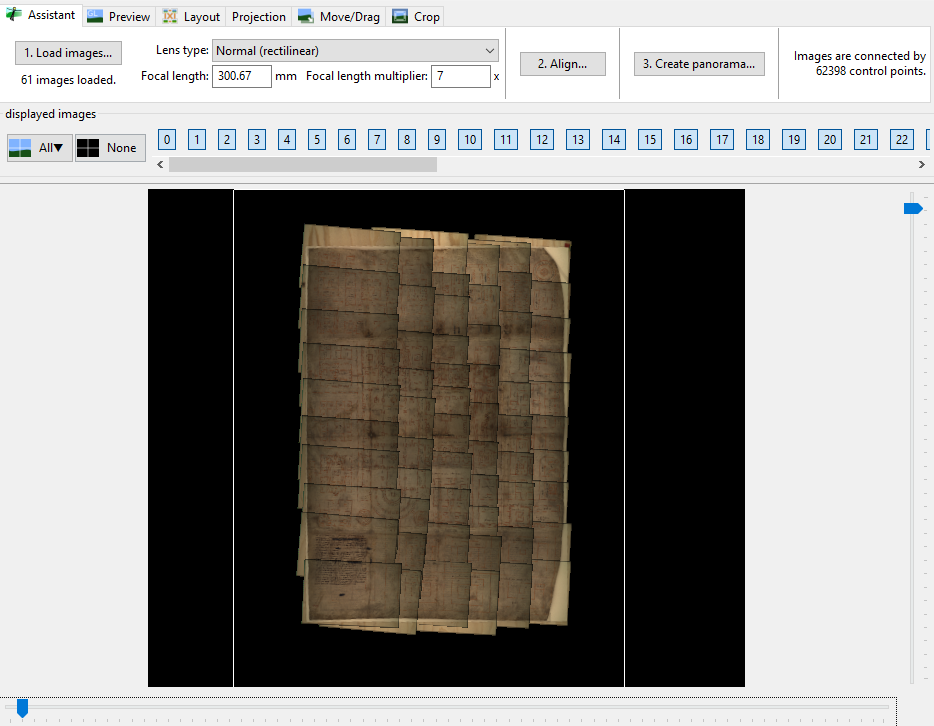 Assistant
Preview
Layout
Projection
Move/Drag
Crop
1. Load images...
61 images loaded.
Lens type: Normal (rectilinear)
Focal length: 300.67 mm Focal length multiplier: 7 x
2. Align...
3. Create panorama...
Images are connected by
62398 control points.
displayed images
All▼ None 0 1 2 3 4 5 6 7 8 9 10 11 12 13 14 15 16 17 18 19 20 21 22